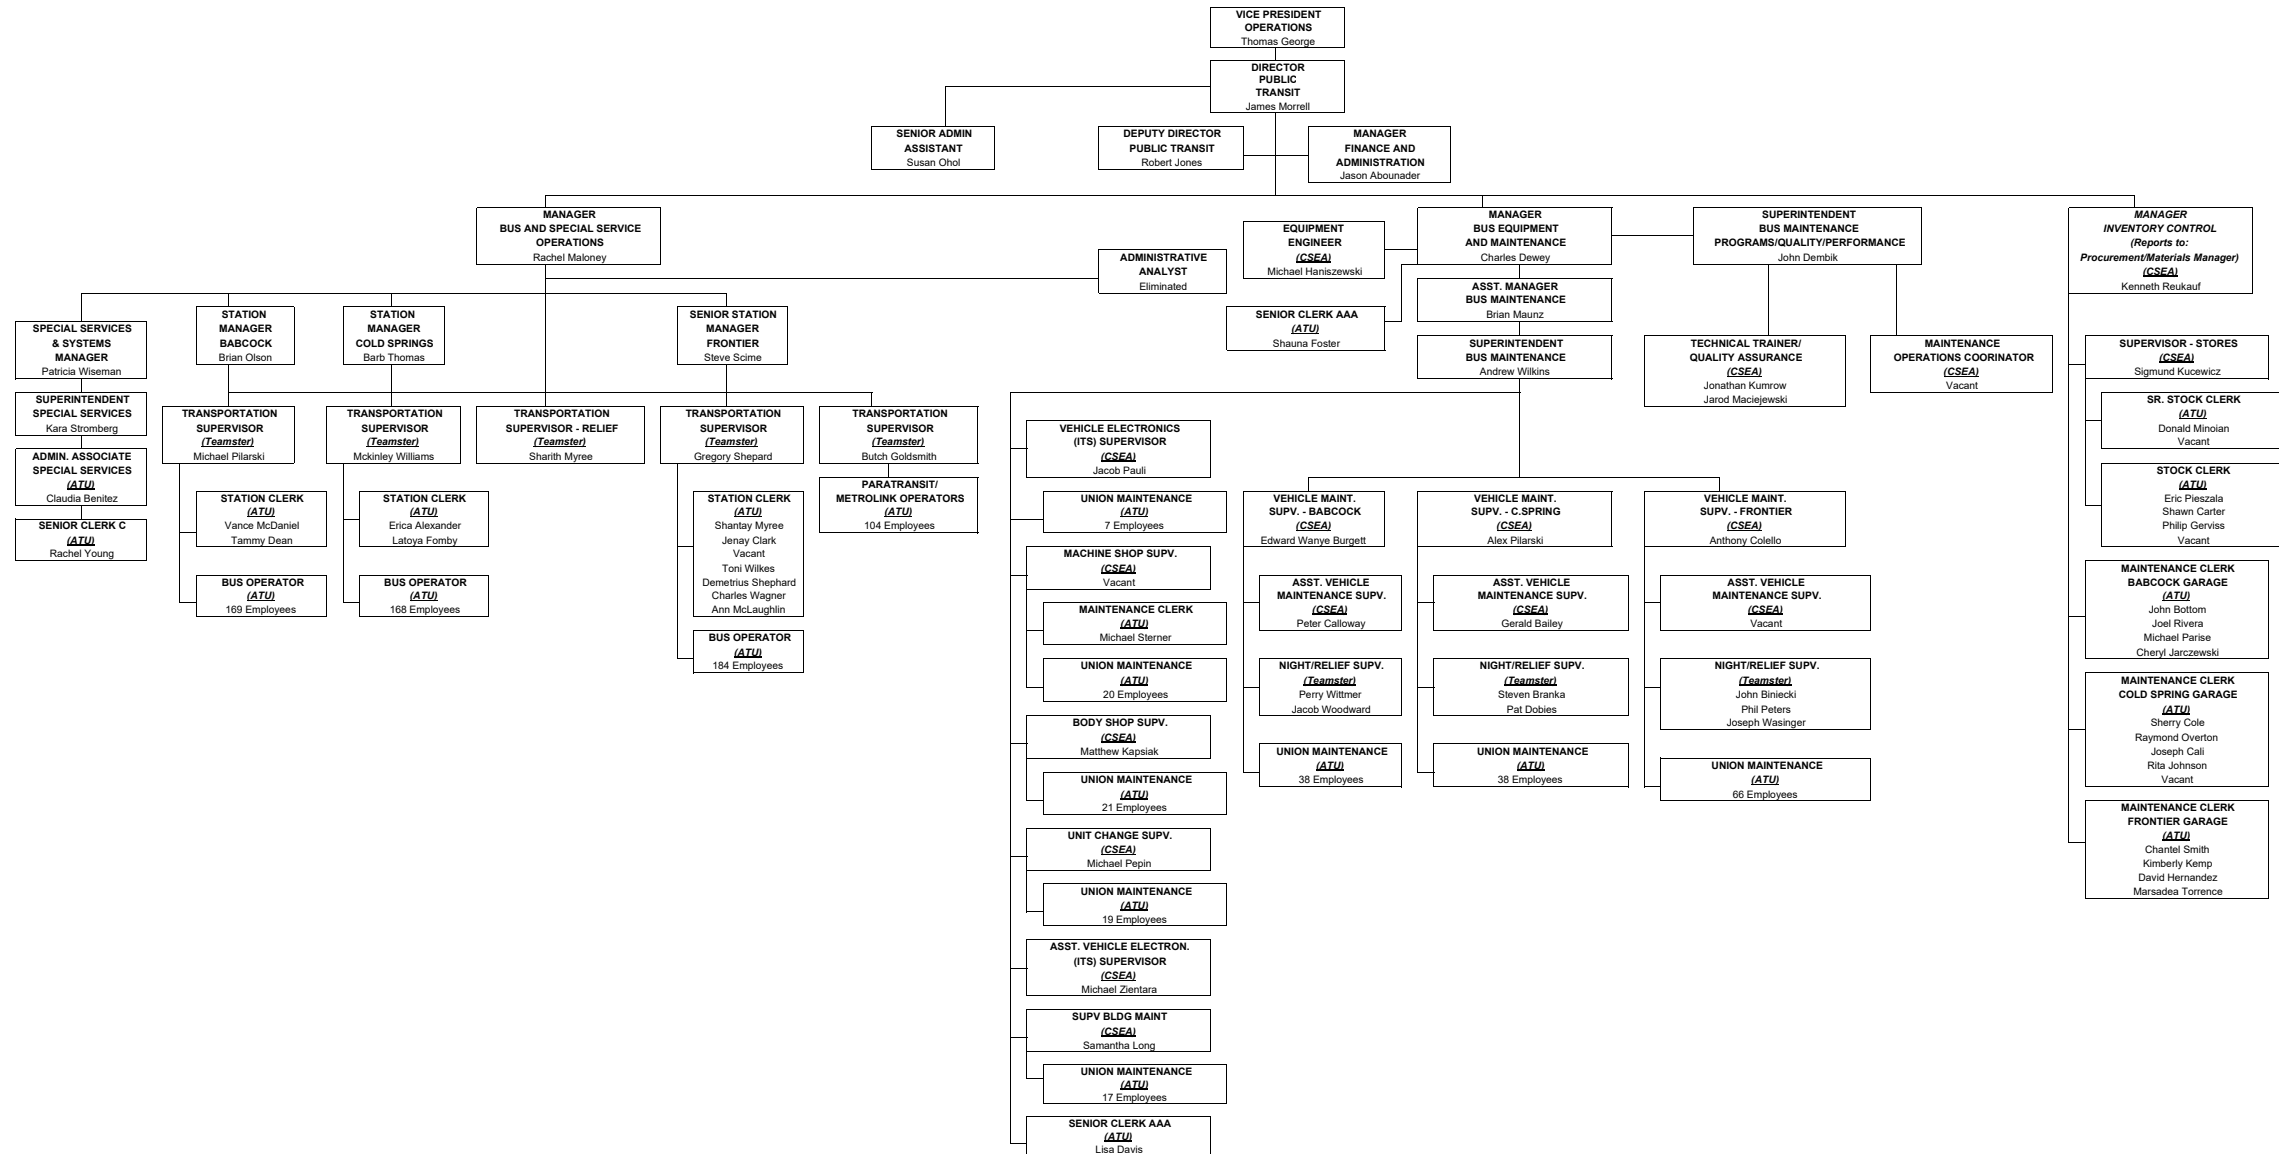 VICE PRESIDENT
OPERATIONS
Thomas George
DIRECTOR
PUBLIC
TRANSIT
James Morrell
SENIOR ADMIN
ASSISTANT
Susan Ohol
DEPUTY DIRECTOR
PUBLIC TRANSIT
Robert Jones
MANAGER
FINANCE AND
ADMINISTRATION
Jason Abounader
MANAGER
BUS AND SPECIAL SERVICE
OPERATIONS
Rachel Maloney
ADMINISTRATIVE
ANALYST
Eliminated
EQUIPMENT
ENGINEER
(CSEA)
Michael Haniszewski
MANAGER
BUS EQUIPMENT
AND MAINTENANCE
Charles Dewey
SUPERINTENDENT
BUS MAINTENANCE
PROGRAMS/QUALITY/PERFORMANCE
John Dembik
MANAGER
INVENTORY CONTROL
(Reports to:
Procurement/Materials Manager)
(CSEA)
Kenneth Reukauf
SPECIAL SERVICES
& SYSTEMS
MANAGER
Patricia Wiseman
STATION
MANAGER
BABCOCK
Brian Olson
STATION
MANAGER
COLD SPRINGS
Barb Thomas
SENIOR STATION
MANAGER
FRONTIER
Steve Scime
SENIOR CLERK AAA
(ATU)
Shauna Foster
ASST. MANAGER
BUS MAINTENANCE
Brian Maunz
SUPERINTENDENT
BUS MAINTENANCE
Andrew Wilkins
TECHNICAL TRAINER/
QUALITY ASSURANCE
(CSEA)
Jonathan Kumrow
Jarod Maciejewski
MAINTENANCE
OPERATIONS COORINATOR
(CSEA)
Vacant
SUPERVISOR - STORES
(CSEA)
Sigmund Kucewicz
SUPERINTENDENT
SPECIAL SERVICES
Kara Stromberg
ADMIN. ASSOCIATE
SPECIAL SERVICES
(ATU)
Claudia Benitez
SENIOR CLERK C
(ATU)
Rachel Young
TRANSPORTATION
SUPERVISOR
(Teamster)
Michael Pilarski
STATION CLERK
(ATU)
Vance McDaniel
Tammy Dean
BUS OPERATOR
(ATU)
169 Employees
TRANSPORTATION
SUPERVISOR
(Teamster)
Mckinley Williams
STATION CLERK
(ATU)
Erica Alexander
Latoya Fomby
BUS OPERATOR
(ATU)
168 Employees
TRANSPORTATION
SUPERVISOR - RELIEF
(Teamster)
Sharith Myree
TRANSPORTATION
SUPERVISOR
(Teamster)
Gregory Shepard
STATION CLERK
(ATU)
Shantay Myree
Jenay Clark
Vacant
Toni Wilkes
Demetrius Shephard
Charles Wagner
Ann McLaughlin
BUS OPERATOR
(ATU)
184 Employees
TRANSPORTATION
SUPERVISOR
(Teamster)
Butch Goldsmith
PARATRANSIT/
METROLINK OPERATORS
(ATU)
104 Employees
VEHICLE ELECTRONICS
(ITS) SUPERVISOR
(CSEA)
Jacob Pauli
UNION MAINTENANCE
(ATU)
7 Employees
MACHINE SHOP SUPV.
(CSEA)
Vacant
MAINTENANCE CLERK
(ATU)
Michael Sterner
UNION MAINTENANCE
(ATU)
20 Employees
BODY SHOP SUPV.
(CSEA)
Matthew Kapsiak
UNION MAINTENANCE
(ATU)
21 Employees
UNIT CHANGE SUPV.
(CSEA)
Michael Pepin
UNION MAINTENANCE
(ATU)
19 Employees
ASST. VEHICLE ELECTRON.
(ITS) SUPERVISOR
(CSEA)
Michael Zientara
SUPV BLDG MAINT
(CSEA)
Samantha Long
UNION MAINTENANCE
(ATU)
17 Employees
SENIOR CLERK AAA
(ATU)
Lisa Davis
VEHICLE MAINT.
SUPV. - BABCOCK
(CSEA)
Edward Wanye Burgett
ASST. VEHICLE
MAINTENANCE SUPV.
(CSEA)
Peter Calloway
NIGHT/RELIEF SUPV.
(Teamster)
Perry Wittmer
Jacob Woodward
UNION MAINTENANCE
(ATU)
38 Employees
VEHICLE MAINT.
SUPV. - C.SPRING
(CSEA)
Alex Pilarski
ASST. VEHICLE
MAINTENANCE SUPV.
(CSEA)
Gerald Bailey
NIGHT/RELIEF SUPV.
(Teamster)
Steven Branka
Pat Dobies
UNION MAINTENANCE
(ATU)
38 Employees
VEHICLE MAINT.
SUPV. - FRONTIER
(CSEA)
Anthony Colello
ASST. VEHICLE
MAINTENANCE SUPV.
(CSEA)
Vacant
NIGHT/RELIEF SUPV.
(Teamster)
John Biniecki
Phil Peters
Joseph Wasinger
UNION MAINTENANCE
(ATU)
66 Employees
SR. STOCK CLERK
(ATU)
Donald Minoian
Vacant
STOCK CLERK
(ATU)
Eric Pieszala
Shawn Carter
Philip Gerviss
Vacant
MAINTENANCE CLERK
BABCOCK GARAGE
(ATU)
John Bottom
Joel Rivera
Michael Parise
Cheryl Jarczewski
MAINTENANCE CLERK
COLD SPRING GARAGE
(ATU)
Sherry Cole
Raymond Overton
Joseph Cali
Rita Johnson
Vacant
MAINTENANCE CLERK
FRONTIER GARAGE
(ATU)
Chantel Smith
Kimberly Kemp
David Hernandez
Marsadea Torrence